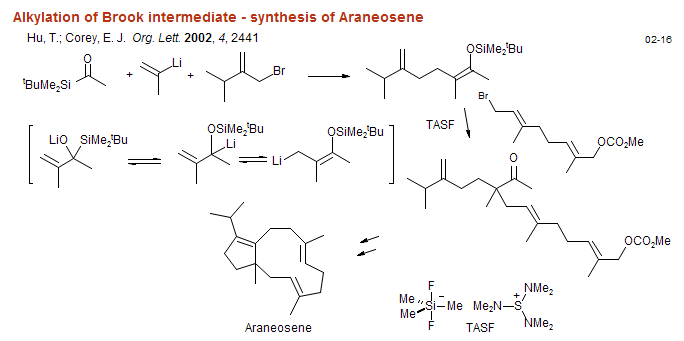 Alkylation of Brook intermediate - synthesis of Araneosene
Hu, T.; Corey, E. J. Org. Lett. 2002, 4, 2441
02-16
O
tBuMe2Si
+
Li
+
Br
OSiMe2tBu
Br
TASF
OCO2Me
LiO
SiMe2tBu
OSiMe2tBu
Li
Li
OSiMe2tBu
O
OCO2Me
Araneosene
F
Me
Me
Si
−
Me
F
TASF
NMe2
Me2N
S
+
NMe2